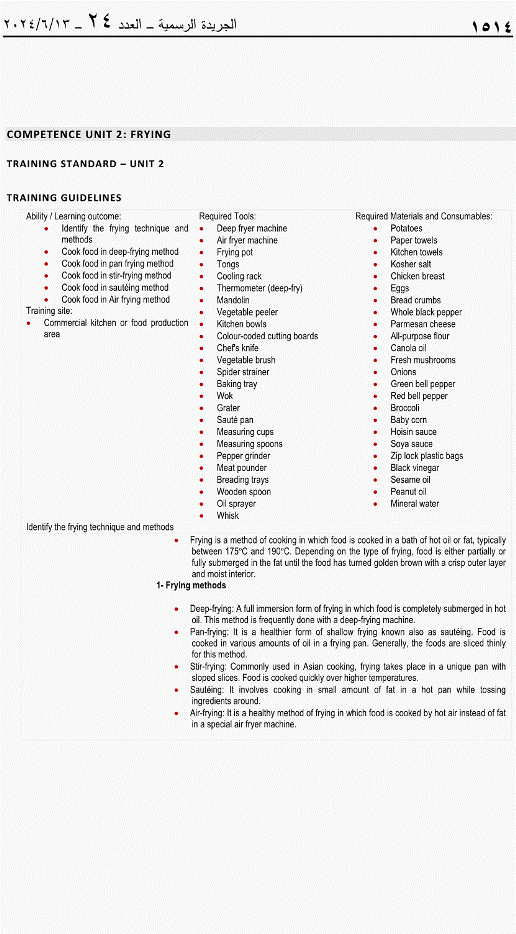 ١٥١٤
الجريدة الرسمية – العدد ٢٤ – ٢٠٢٤/٦/١٣
COMPETENCE UNIT 2: FRYING
TRAINING STANDARD – UNIT 2
TRAINING GUIDELINES
Ability / Learning outcome:
• Identify the frying technique and
methods
• Cook food in deep-frying method
• Cook food in pan frying method
• Cook food in stir-frying method
• Cook food in sautéing method
• Cook food in Air frying method
Training site:
• Commercial kitchen or food production
area
Required Tools:
• Deep fryer machine
• Air fryer machine
• Frying pot
• Tongs
• Cooling rack
• Thermometer (deep-fry)
• Mandolin
• Vegetable peeler
• Kitchen bowls
• Colour-coded cutting boards
• Chef's knife
• Vegetable brush
• Spider strainer
• Baking tray
• Wok
• Grater
• Sauté pan
• Measuring cups
• Measuring spoons
• Pepper grinder
• Meat pounder
• Breading trays
• Wooden spoon
• Oil sprayer
• Whisk
Required Materials and Consumables:
• Potatoes
• Paper towels
• Kitchen towels
• Kosher salt
• Chicken breast
• Eggs
• Bread crumbs
• Whole black pepper
• Parmesan cheese
• All-purpose flour
• Canola oil
• Fresh mushrooms
• Onions
• Green bell pepper
• Red bell pepper
• Broccoli
• Baby corn
• Hoisin sauce
• Soya sauce
• Zip lock plastic bags
• Black vinegar
• Sesame oil
• Peanut oil
• Mineral water
Identify the frying technique and methods
• Frying is a method of cooking in which food is cooked in a bath of hot oil or fat, typically
between 175°C and 190°C. Depending on the type of frying, food is either partially or
fully submerged in the fat until the food has turned golden brown with a crisp outer layer
and moist interior.
1- Frying methods
• Deep-frying: A full immersion form of frying in which food is completely submerged in hot
oil. This method is frequently done with a deep-frying machine.
• Pan-frying: It is a healthier form of shallow frying known also as sautéing. Food is
cooked in various amounts of oil in a frying pan. Generally, the foods are sliced thinly
for this method.
• Stir-frying: Commonly used in Asian cooking, frying takes place in a unique pan with
sloped slices. Food is cooked quickly over higher temperatures.
• Sautéing: It involves cooking in small amount of fat in a hot pan while tossing
ingredients around.
• Air-frying: It is a healthy method of frying in which food is cooked by hot air instead of fat
in a special air fryer machine.